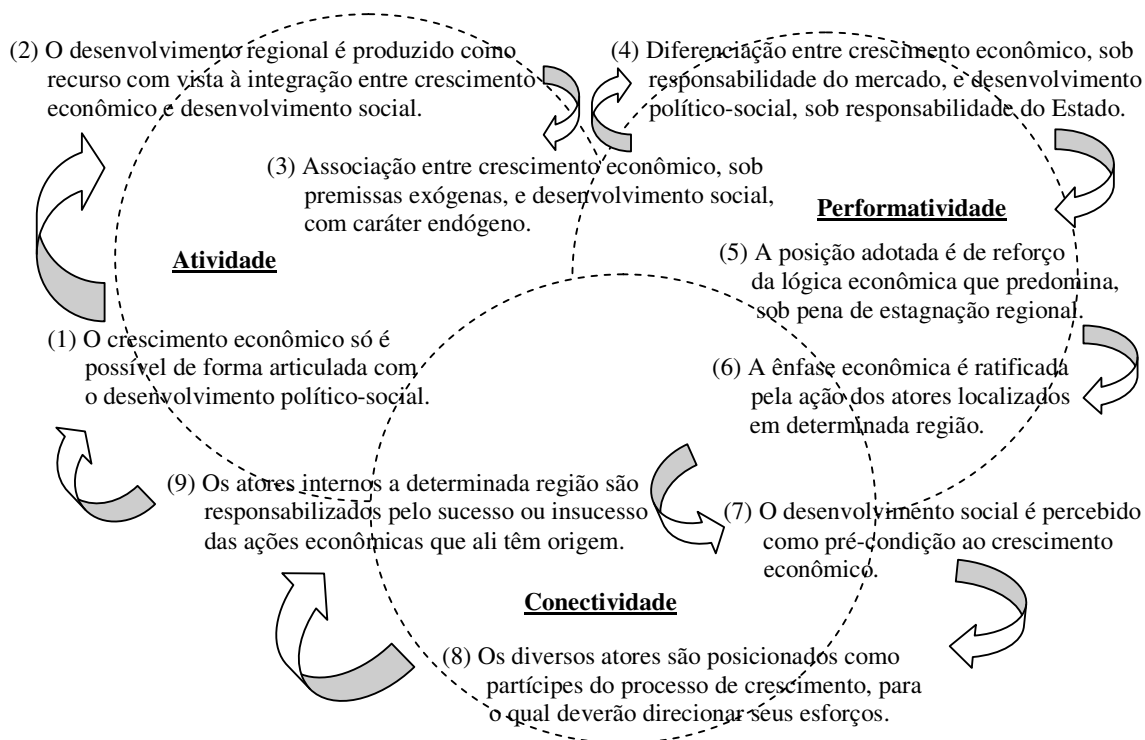 (2) O desenvolvimento regional é produzido como
recurso com vista à integração entre crescimento
econômico e desenvolvimento social.
(3) Associação entre crescimento econômico, sob
premissas exógenas, e desenvolvimento social,
com caráter endógeno.
Atividade
(1) O crescimento econômico só é
possível de forma articulada com
o desenvolvimento político-social.
(4) Diferenciação entre crescimento econômico, sob
responsabilidade do mercado, e desenvolvimento
político-social, sob responsabilidade do Estado.
Performatividade
(5) A posição adotada é de reforço
da lógica econômica que predomina,
sob pena de estagnação regional.
(6) A ênfase econômica é ratificada
pela ação dos atores localizados
em determinada região.
(9) Os atores internos a determinada região são
responsabilizados pelo sucesso ou insucesso
das ações econômicas que ali têm origem.
(7) O desenvolvimento social é percebido
como pré-condição ao crescimento
econômico.
Conectividade
(8) Os diversos atores são posicionados como
partícipes do processo de crescimento, para
o qual deverão direcionar seus esforços.